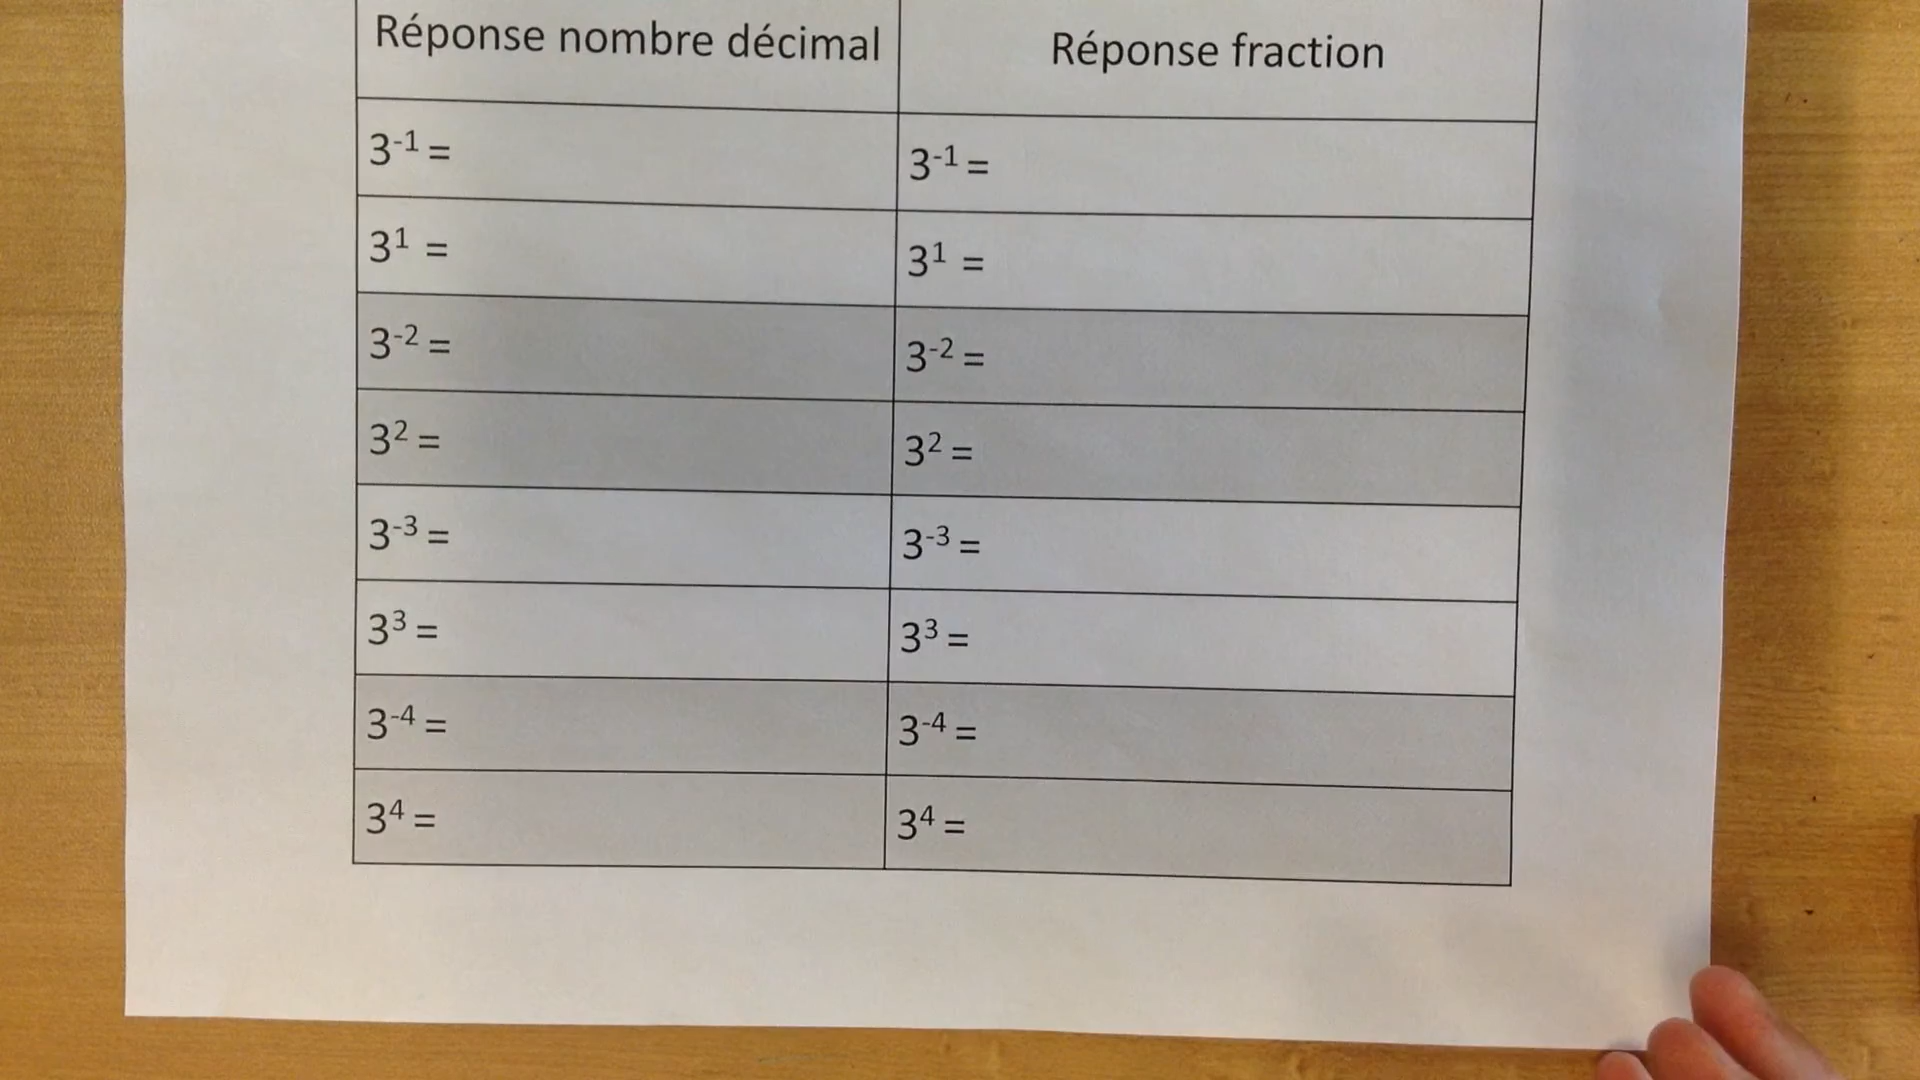 Réponse nombre décimal Réponse fraction
3⁻¹ = 3⁻¹ =
3¹ = 3¹ =
3⁻² = 3⁻² =
3² = 3² =
3⁻³ = 3⁻³ =
3³ = 3³ =
3⁻⁴ = 3⁻⁴ =
3⁴ = 3⁴ =